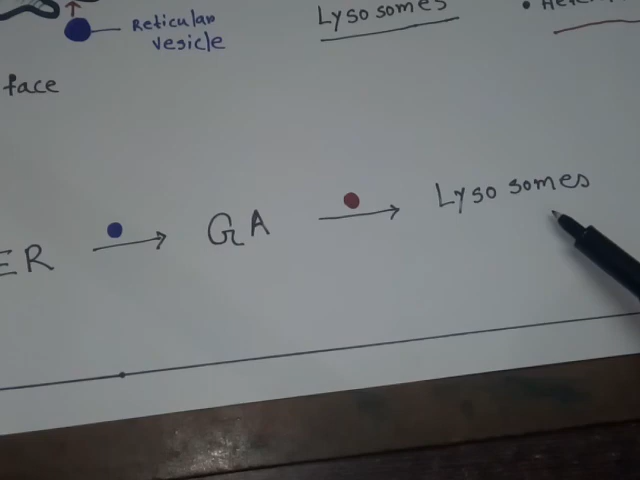 Reticular
vesicle
Lysosomes
face
ER
GA
Lysosomes